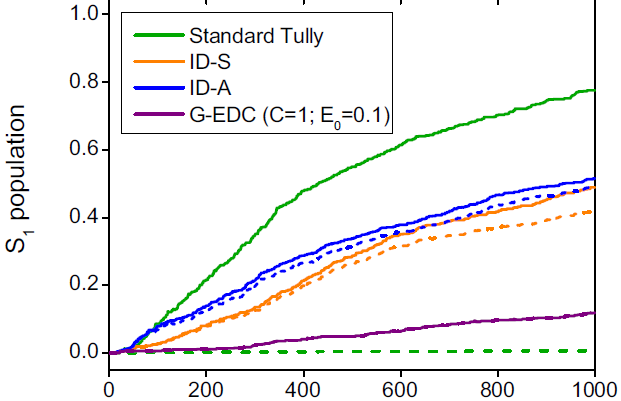 1.0
Standard Tully
ID-S
0.8
ID-A
G-EDC (C=1; E0=0.1)
0.6
S1 population
0.4
0.2
0.0
0 200 400 600 800 1000